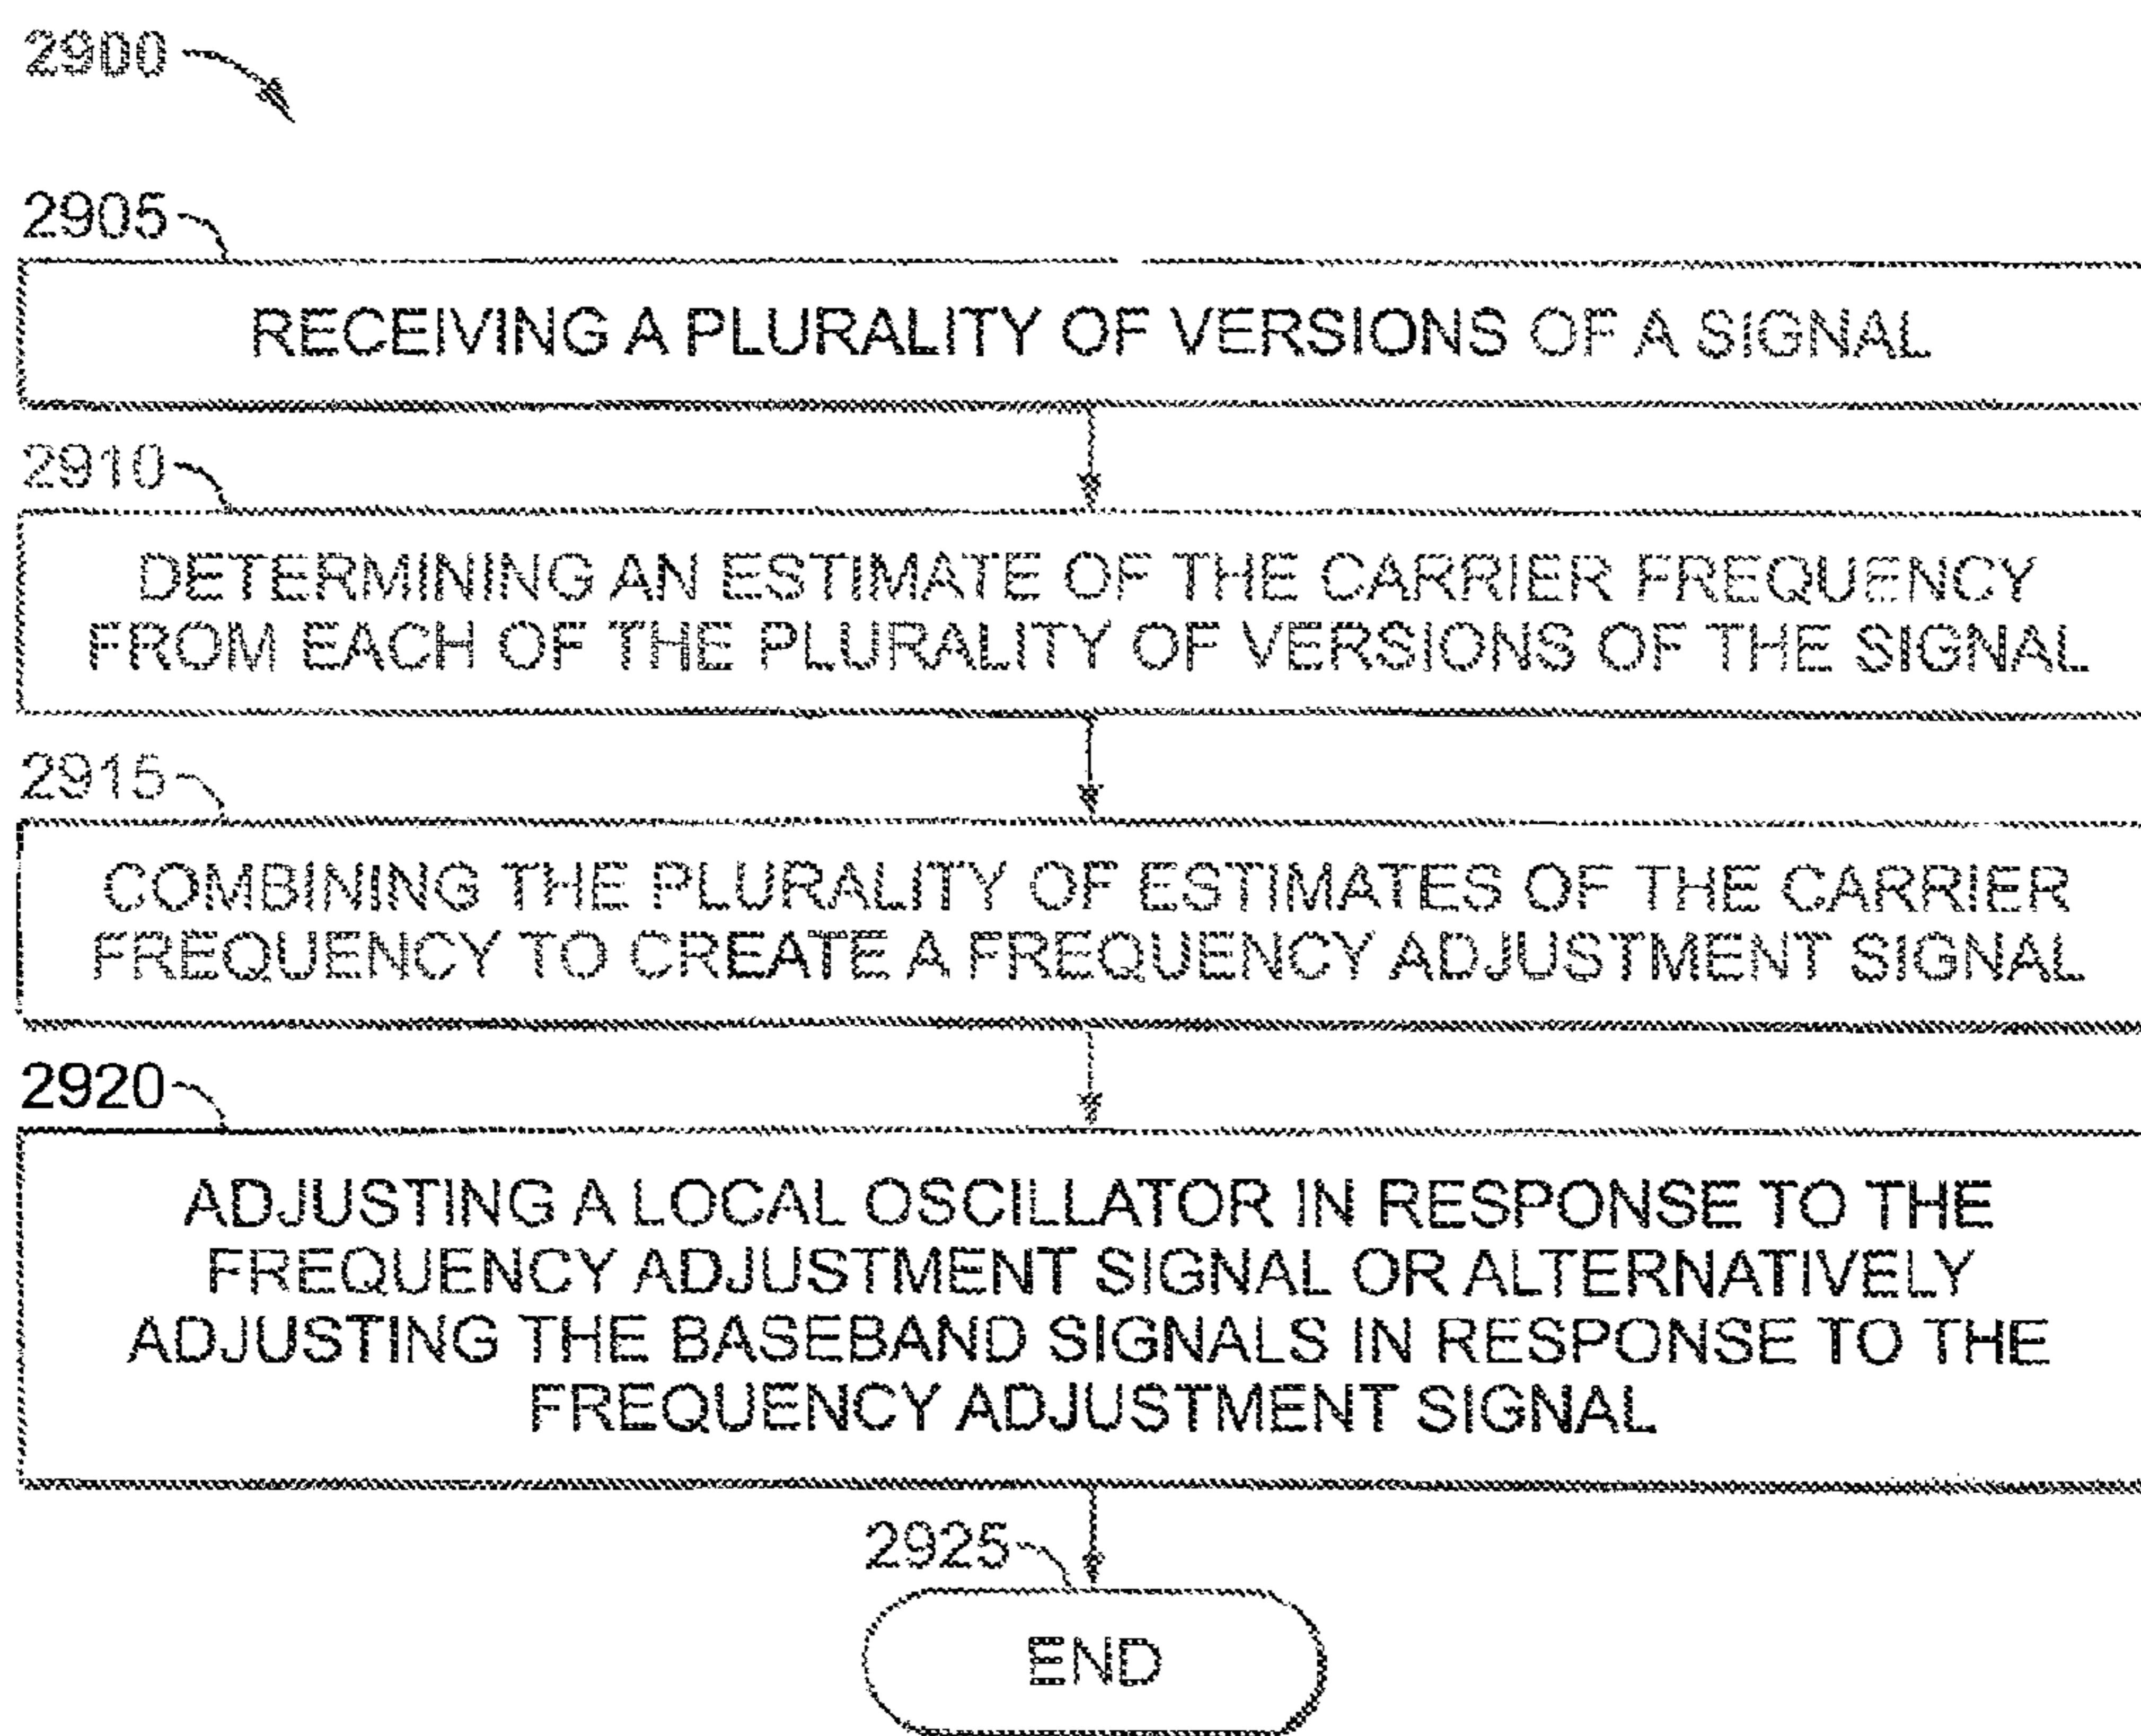 2900
2905
RECEIVING A PLURALITY OF VERSIONS OF A SIGNAL
2910
DETERMINING AN ESTIMATE OF THE CARRIER FREQUENCY
FROM EACH OF THE PLURALITY OF VERSIONS OF THE SIGNAL
2915
COMBINING THE PLURALITY OF ESTIMATES OF THE CARRIER
FREQUENCY TO CREATE A FREQUENCY ADJUSTMENT SIGNAL
2920
ADJUSTING A LOCAL OSCILLATOR IN RESPONSE TO THE
FREQUENCY ADJUSTMENT SIGNAL OR ALTERNATIVELY
ADJUSTING THE BASEBAND SIGNALS IN RESPONSE TO THE
FREQUENCY ADJUSTMENT SIGNAL
2925
END